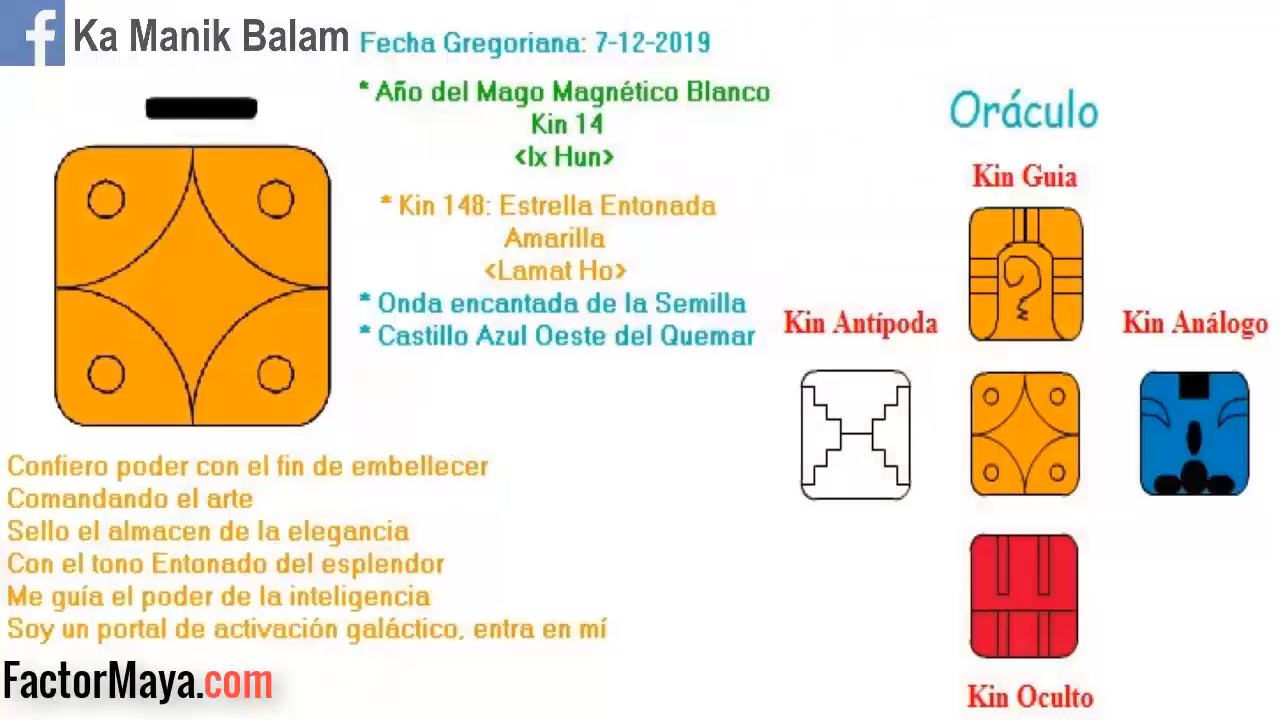 f Ka Manik Balam
Fecha Gregoriana: 7-12-2019
* Año del Mago Magnético Blanco
Kin 14
<Ix Hun>
* Kin 148: Estrella Entonada
Amarilla
<Lamat Ho>
* Onda encantada de la Semilla
* Castillo Azul Oeste del Quemar
Confiero poder con el fin de embellecer
Comandando el arte
Sello el almacen de la elegancia
Con el tono Entonado del esplendor
Me guía el poder de la inteligencia
Soy un portal de activación galáctico, entra en mí
FactorMaya.com
Oráculo
Kin Guia
Kin Antípoda
Kin Análogo
Kin Oculto